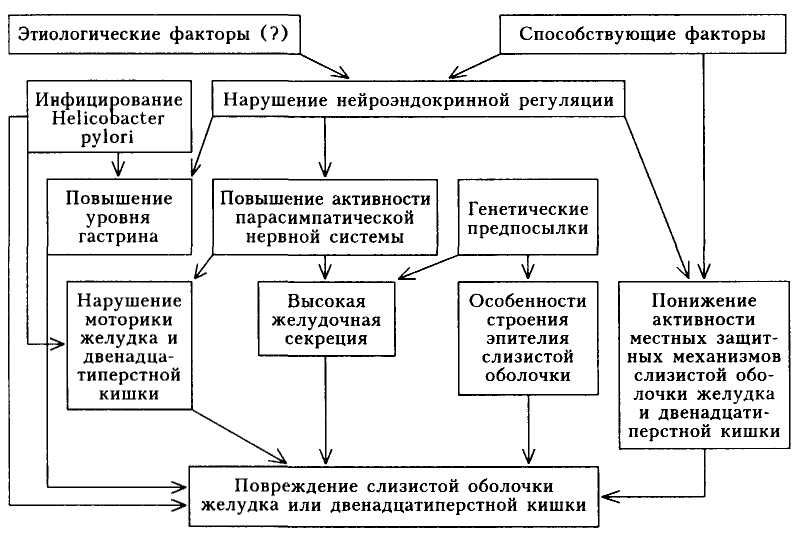 Этиологические факторы (?)
Способствующие факторы
Инфицирование
Helicobacter
pylori
Нарушение нейроэндокринной регуляции
Повышение
уровня
гастрина
Повышение активности
парасимпатической
нервной системы
Генетические
предпосылки
Нарушение
моторики
желудка и
двенадца-
типерстной
кишки
Высокая
желудочная
секреция
Особенности
строения
эпителия
слизистой
оболочки
Понижение
активности
местных защит-
ных механизмов
слизистой обо-
лочки желудка
и двенадцати-
перстной кишки
Повреждение слизистой оболочки
желудка или двенадцатиперстной кишки